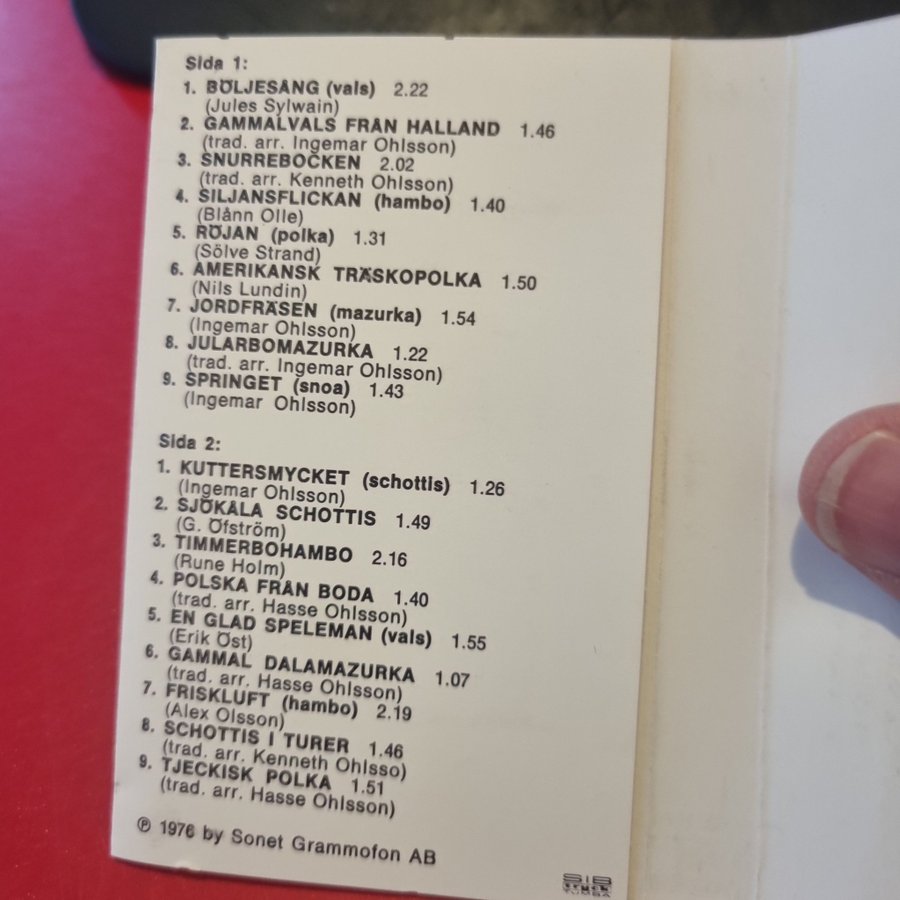 Sida 1:
1. BÖLJESÅNG (vals) 2.22
(Jules Sylwain)
2. GAMMALVALS FRÅN HALLAND 1.46
(trad. arr. Ingemar Ohlsson)
3. SNURREBOCKEN 2.02
(trad. arr. Kenneth Ohlsson)
4. SILJANSFLICKAN (hambo) 1.40
(Blånn Olle)
5. RÖJAN (polka) 1.31
(Sölve Strand)
6. AMERIKANSK TRÄSKOPOLKA 1.50
(Nils Lundin)
7. JORDFRÄSEN (mazurka) 1.54
(Ingemar Ohlsson)
8. JULARBOMAZURKA 1.22
(trad. arr. Ingemar Ohlsson)
9. SPRINGET (snoa) 1.43
(Ingemar Ohlsson)
Sida 2:
1. KUTTERSMYCKET (schottis) 1.26
(Ingemar Ohlsson)
2. SJÖKALA SCHOTTIS 1.49
(G. Öfström)
3. TIMMERBOHAMBO 2.16
(Rune Holm)
4. POLSKA FRÅN BODA 1.40
(trad. arr. Hasse Ohlsson)
5. EN GLAD SPELEMAN (vals) 1.55
(Erik Öst)
6. GAMMAL DALAMAZURKA 1.07
(trad. arr. Hasse Ohlsson)
7. FRISKLUFT (hambo) 2.19
(Alex Olsson)
8. SCHOTTIS I TURER 1.46
(trad. arr. Kenneth Ohlsso)
9. TJECKISK POLKA 1.51
(trad. arr. Hasse Ohlsson)
℗ 1976 by Sonet Grammofon AB
SIB
tryck
TUMBA